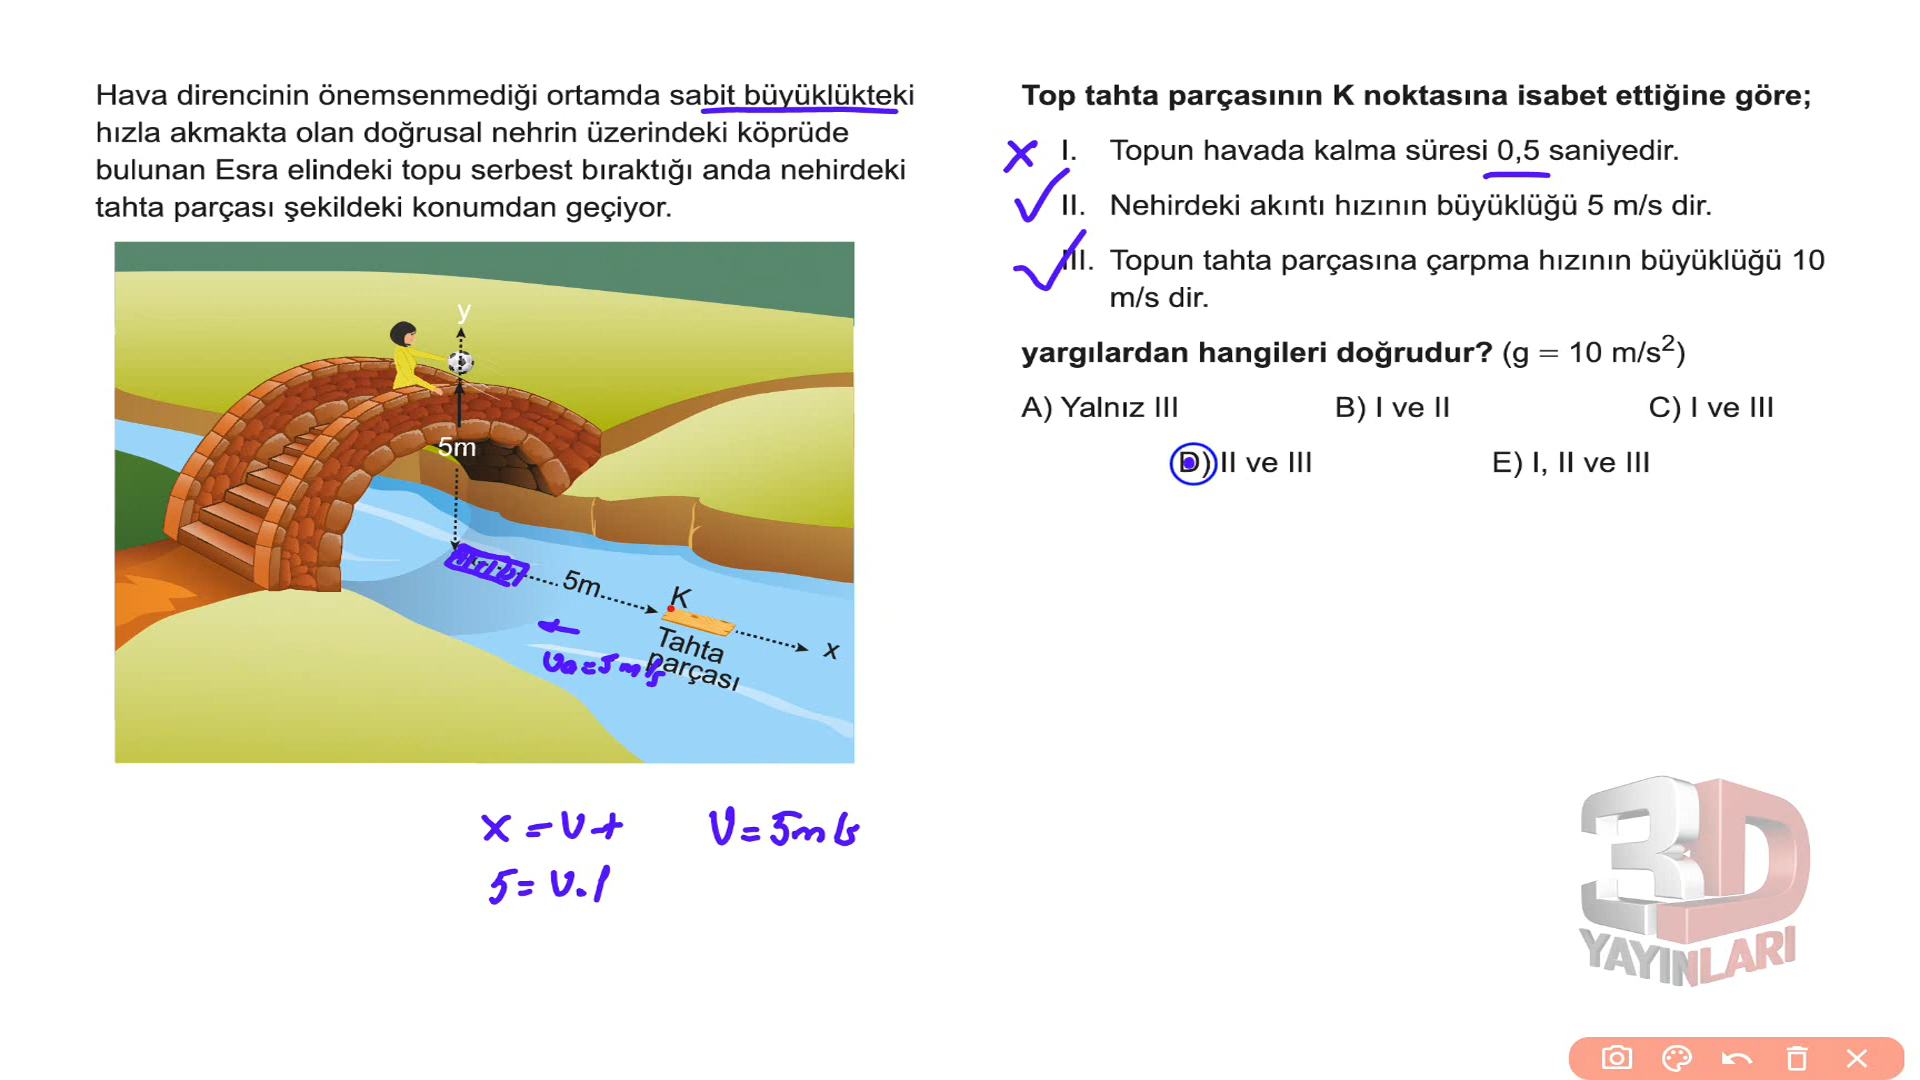 Hava direncinin önemsenmediği ortamda sabit büyüklükteki
hızla akmakta olan doğrusal nehrin üzerindeki köprüde
bulunan Esra elindeki topu serbest bıraktığı anda nehirdeki
tahta parçası şekildeki konumdan geçiyor.
y
5m
5m
K
Tahta
parçası
x
υa = 5 m/s
x = υt
υ = 5 m/s
5 = υ.1
Top tahta parçasının K noktasına isabet ettiğine göre;
I. Topun havada kalma süresi 0,5 saniyedir.
II. Nehirdeki akıntı hızının büyüklüğü 5 m/s dir.
III. Topun tahta parçasına çarpma hızının büyüklüğü 10
m/s dir.
yargılardan hangileri doğrudur? (g = 10 m/s²)
A) Yalnız III B) I ve II C) I ve III
D) II ve III E) I, II ve III
3D
YAYINLARI